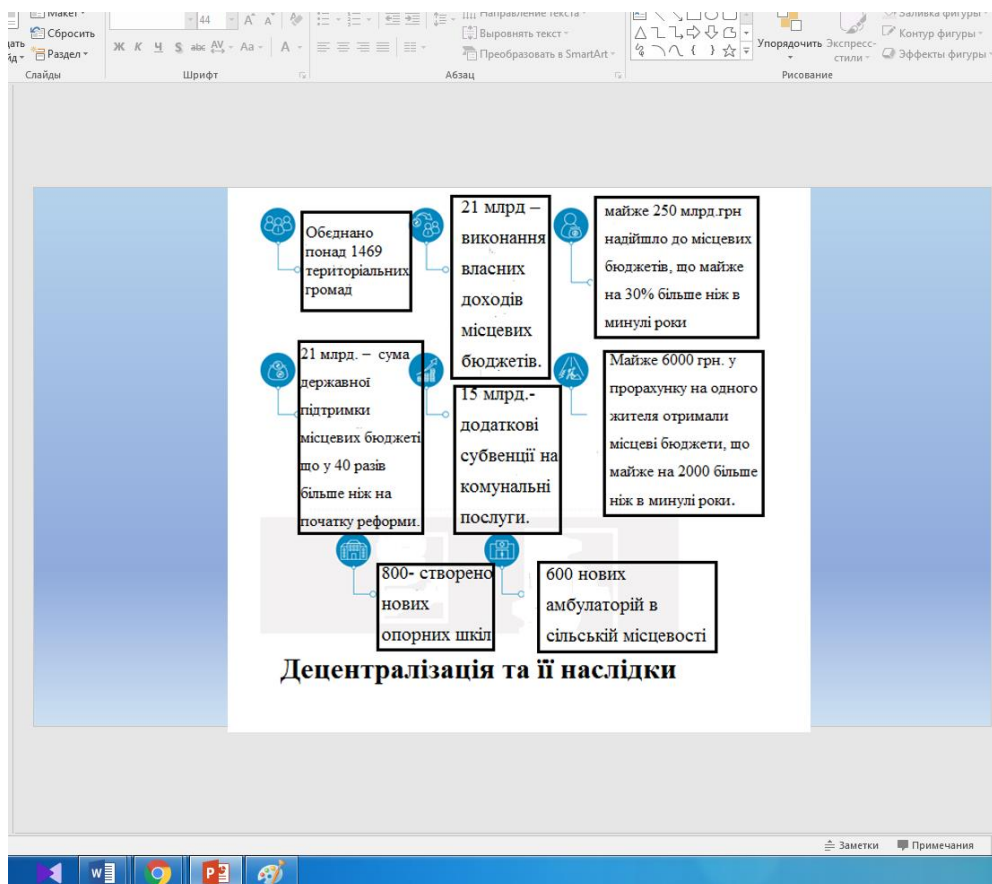 Макет
44
Направление текста
Заливка фигуры
Сбросить
Выровнять текст
Контур фигуры
Раздел
Ж К Ч S abc AV Aa А
Преобразовать в SmartArt
Упорядочить
Экспресс-
стили
Эффекты фигуры
Слайды
Шрифт
Абзац
Рисование
Обєднано
понад 1469
територіальних
громад
21 млрд –
виконання
власних
доходів
місцевих
бюджетів.
майже 250 млрд.грн
надійшло до місцевих
бюджетів, що майже
на 30% більше ніж в
минулі роки
21 млрд. – сума
державної
підтримки
місцевих бюджеті
що у 40 разів
більше ніж на
початку реформи.
15 млрд.-
додаткові
субвенції на
комунальні
послуги.
Майже 6000 грн. у
прорахунку на одного
жителя отримали
місцеві бюджети, що
майже на 2000 більше
ніж в минулі роки.
800- створено
нових
опорних шкіл
600 нових
амбулаторій в
сільській місцевості
Децентралізація та її наслідки
Заметки
Примечания